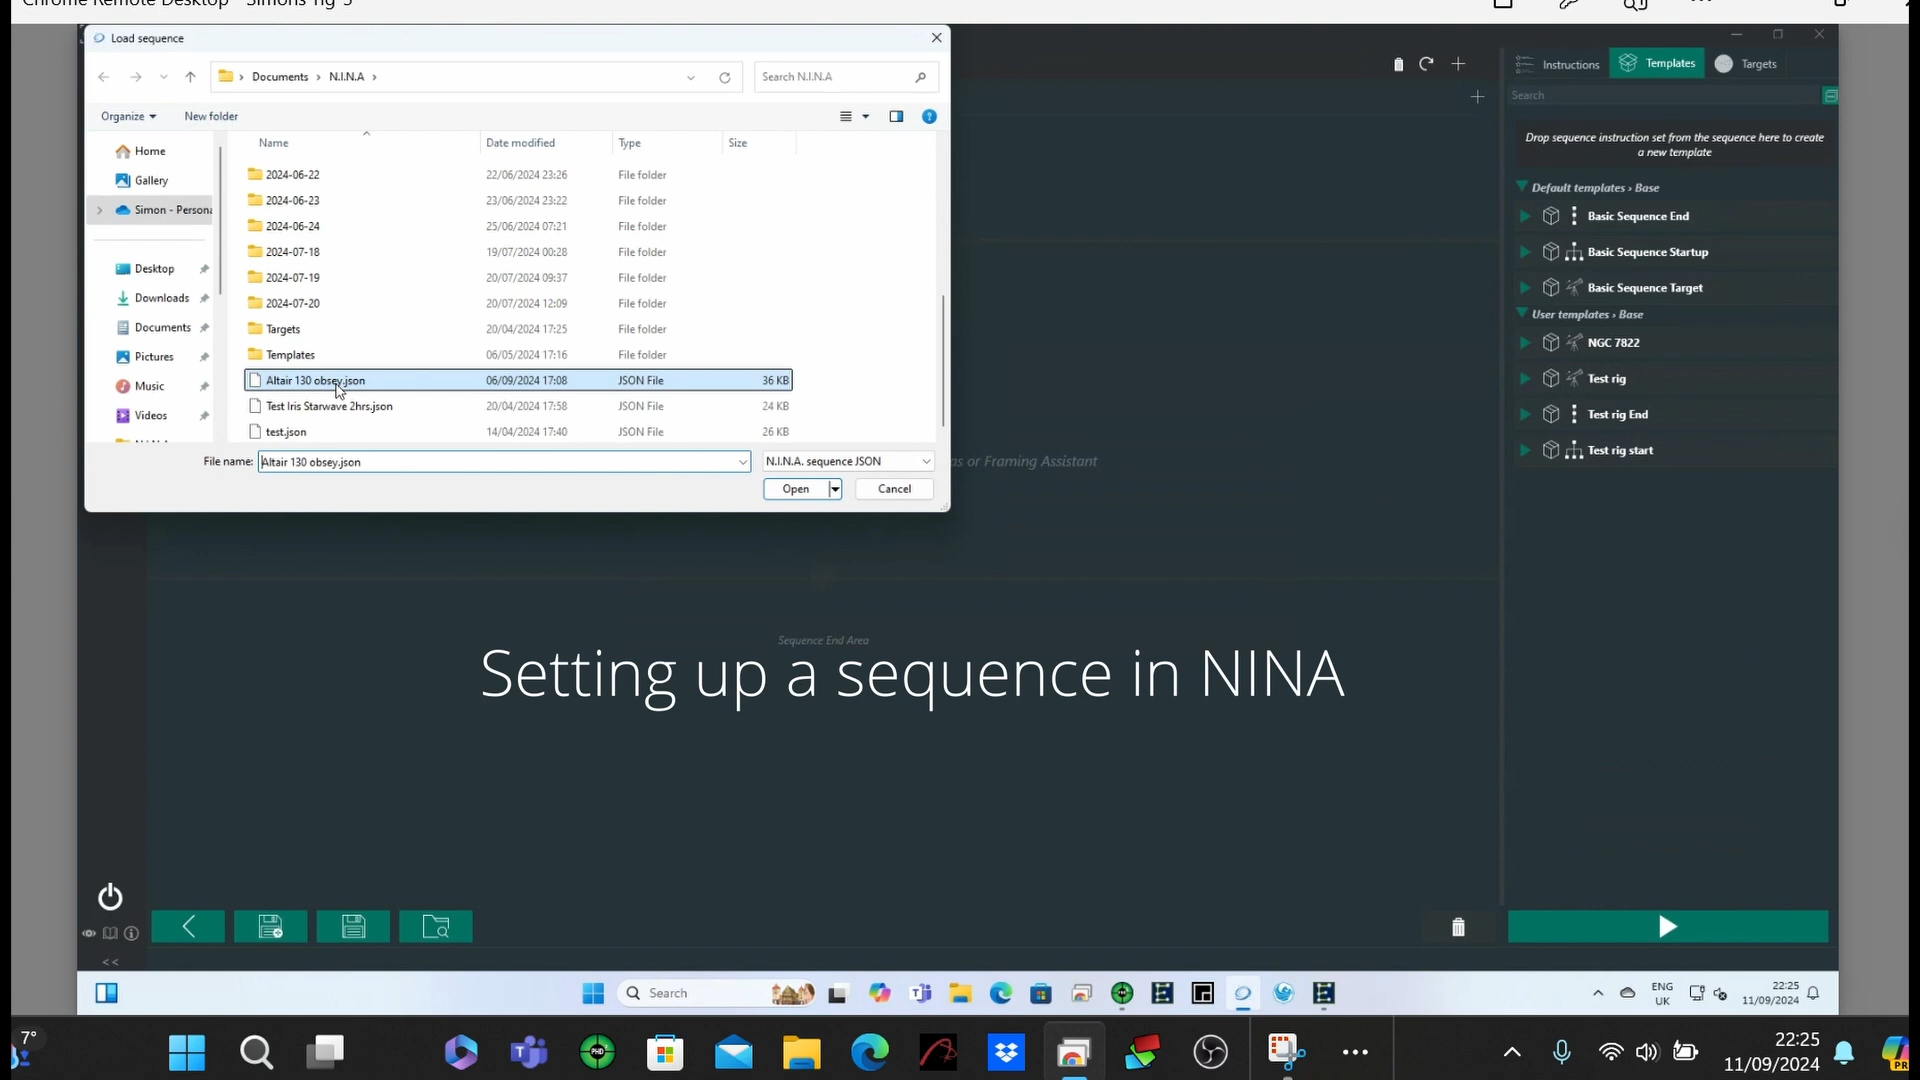 Chrome Remote Desktop - Simons rig 5
Load sequence
Documents > N.I.N.A >
Search N.I.N.A
Organize
New folder
Name
Date modified
Type
Size
Home
Gallery
Simon - Persona
Desktop
Downloads
Documents
Pictures
Music
Videos
2024-06-22 22/06/2024 23:26 File folder
2024-06-23 23/06/2024 23:22 File folder
2024-06-24 25/06/2024 07:21 File folder
2024-07-18 19/07/2024 00:28 File folder
2024-07-19 20/07/2024 09:37 File folder
2024-07-20 20/07/2024 12:09 File folder
Targets 20/04/2024 17:25 File folder
Templates 06/05/2024 17:16 File folder
Altair 130 obsey.json 06/09/2024 17:08 JSON File 36 KB
Test Iris Starwave 2hrs.json 20/04/2024 17:58 JSON File 24 KB
test.json 14/04/2024 17:40 JSON File 26 KB
File name: Altair 130 obsey.json
N.I.N.A. sequence JSON
Open
Cancel
Instructions
Templates
Targets
Search
Drop sequence instruction set from the sequence here to create
a new template
Default templates › Base
Basic Sequence End
Basic Sequence Startup
Basic Sequence Target
User templates › Base
NGC 7822
Test rig
Test rig End
Test rig start
as or Framing Assistant
Sequence End Area
Setting up a sequence in NINA
<<
Search
ENG
UK
22:25
11/09/2024
7°
PHD
22:25
11/09/2024
PRE